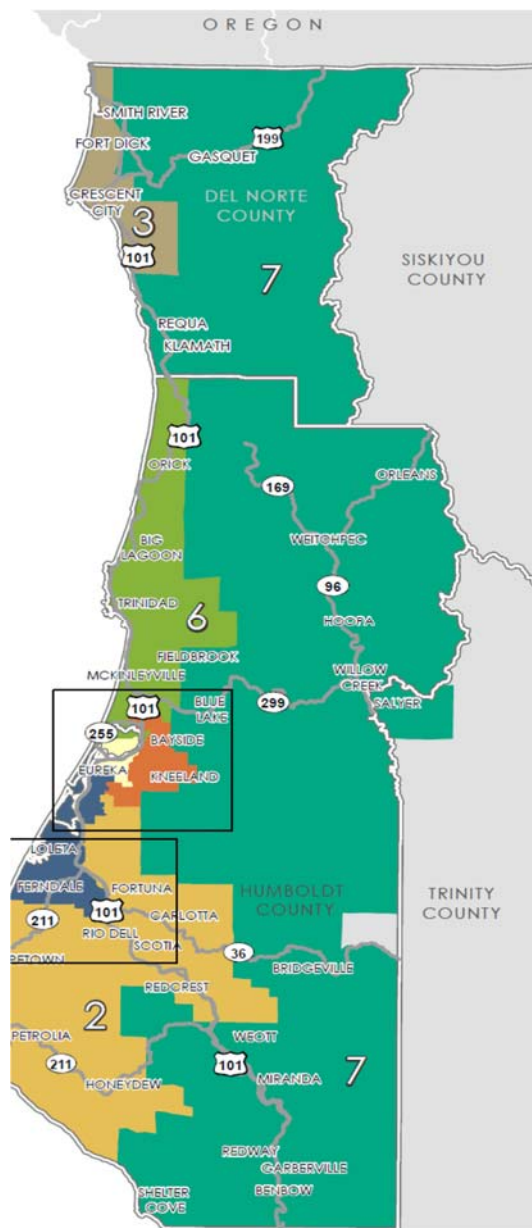 OREGON
SMITH RIVER
FORT DICK
199
GASQUET
CRESCENT
CITY
DEL NORTE
COUNTY
3
101
7
SISKIYOU
COUNTY
REQUA
KLAMATH
101
ORICK
169
ORLEANS
BIG
LAGOON
WEITCHPEC
96
TRINIDAD
6
HOOPA
FIELDBROOK
MCKINLEYVILLE
WILLOW
CREEK
101
BLUE
LAKE
299
SALYER
255
BAYSIDE
EUREKA
KNEELAND
LOLETA
FERNDALE
FORTUNA
HUMBOLDT
COUNTY
TRINITY
COUNTY
211
101
CARLOTTA
RIO DELL
SCOTIA
36
PETOWN
BRIDGEVILLE
REDCREST
2
WEOTT
7
PETROLIA
101
211
MIRANDA
HONEYDEW
REDWAY
GARBERVILLE
BENBOW
SHELTER
COVE